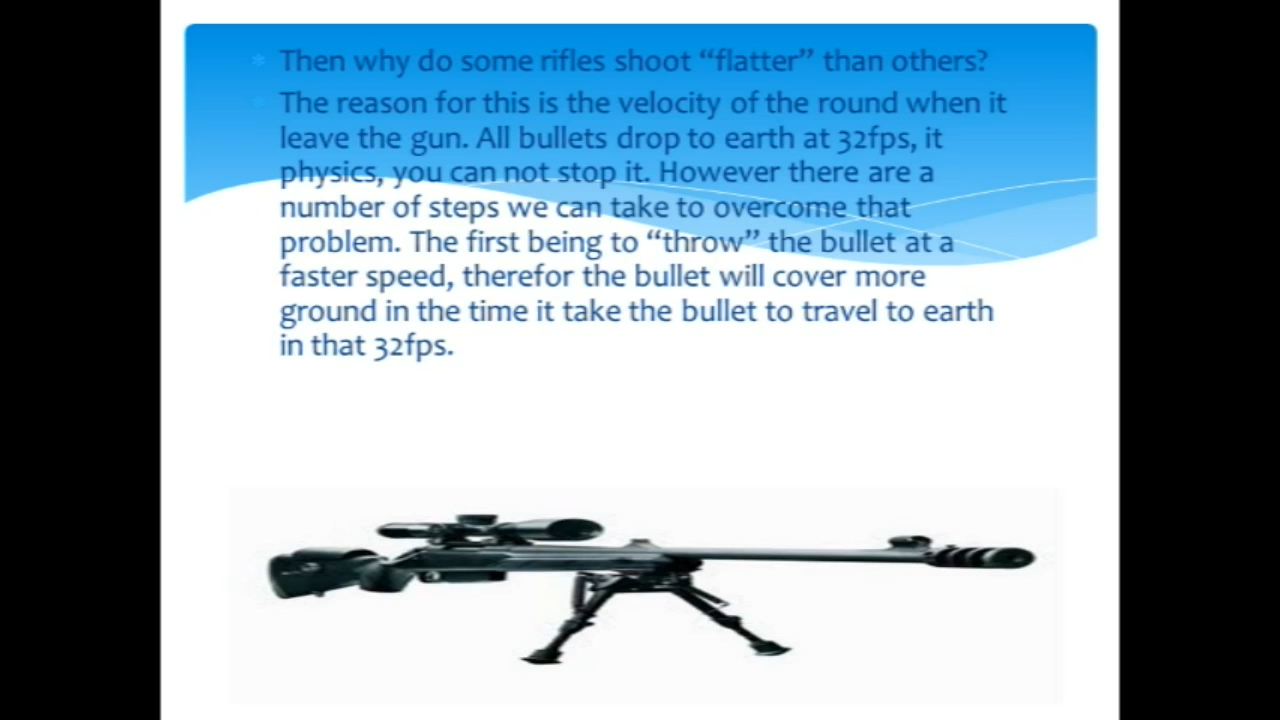 Then why do some rifles shoot “flatter” than others?
The reason for this is the velocity of the round when it
leave the gun. All bullets drop to earth at 32fps, it
physics, you can not stop it. However there are a
number of steps we can take to overcome that
problem. The first being to “throw” the bullet at a
faster speed, therefor the bullet will cover more
ground in the time it take the bullet to travel to earth
in that 32fps.